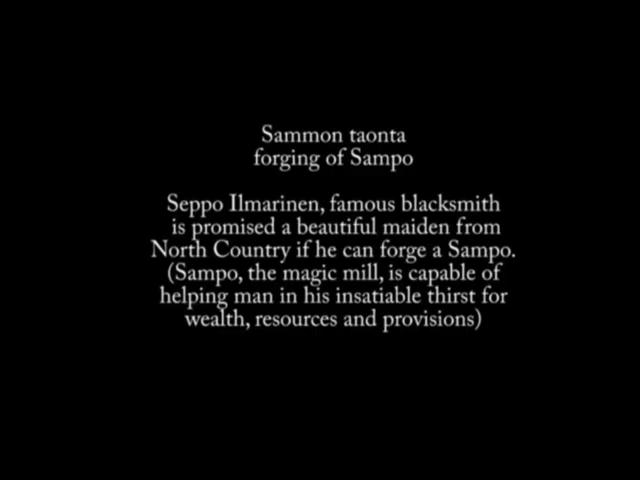 Sammon taonta
forging of Sampo
Seppo Ilmarinen, famous blacksmith
is promised a beautiful maiden from
North Country if he can forge a Sampo.
(Sampo, the magic mill, is capable of
helping man in his insatiable thirst for
wealth, resources and provisions)